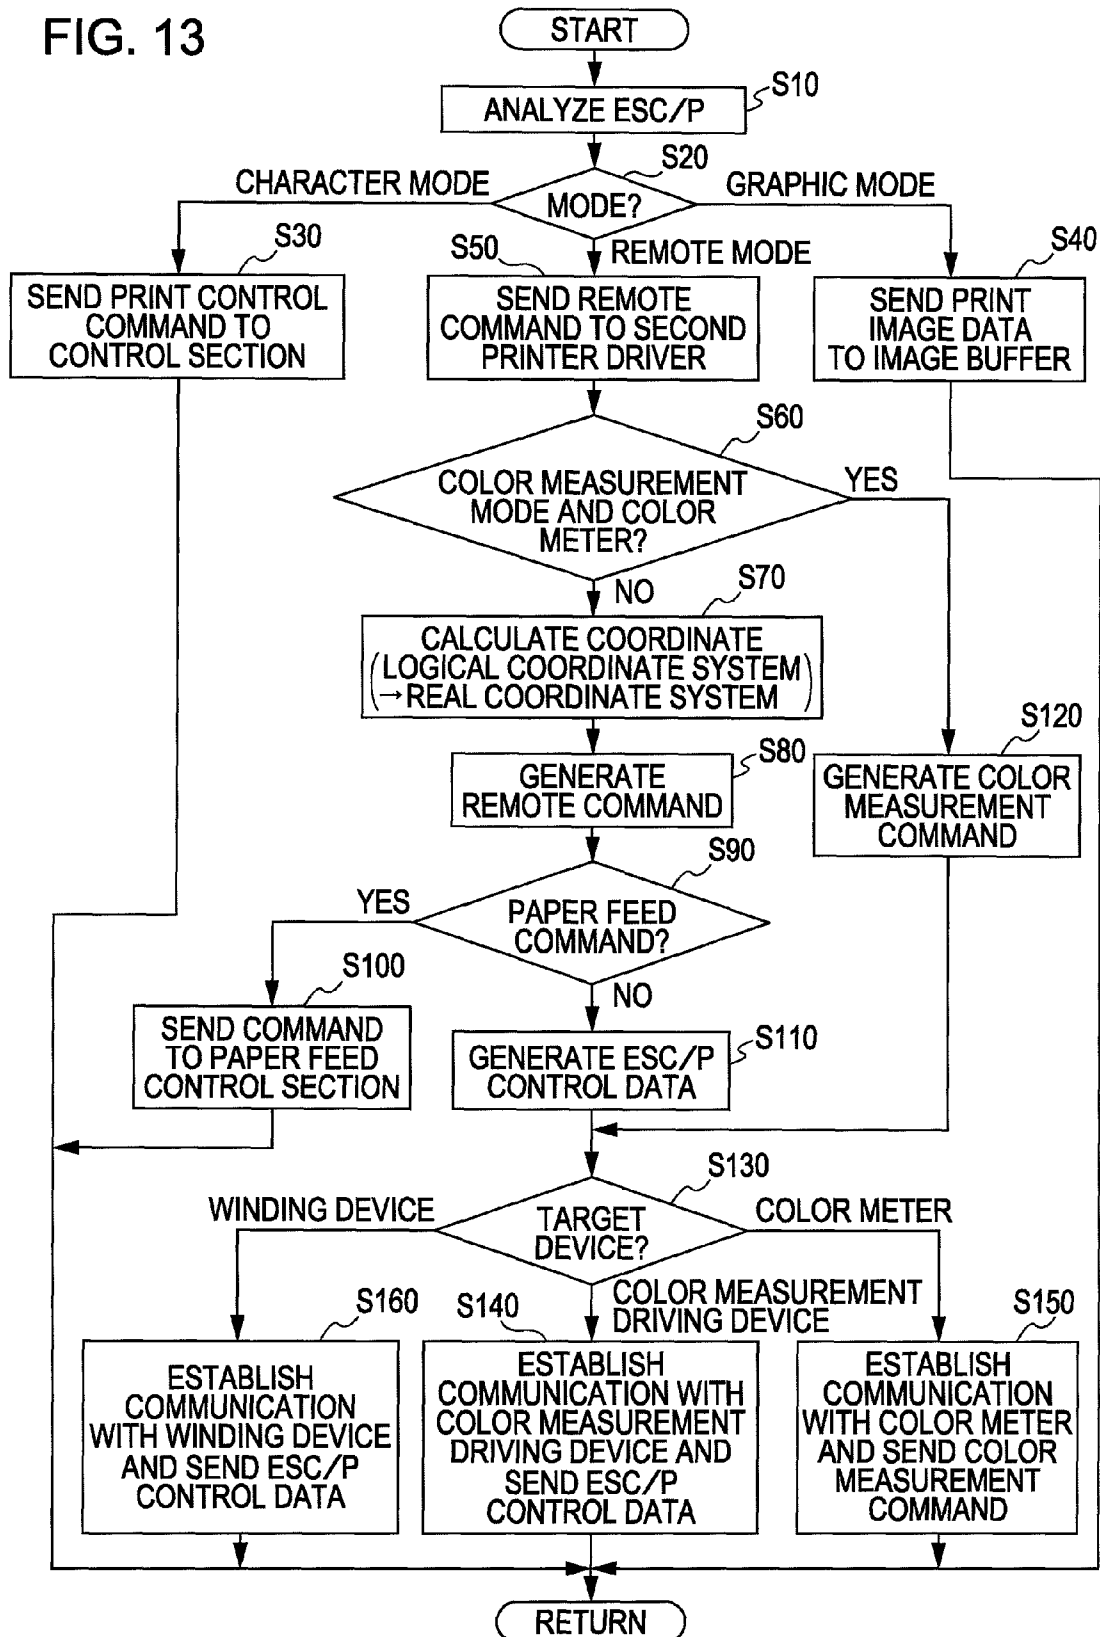 FIG. 13
START
S10
ANALYZE ESC/P
S20
CHARACTER MODE
MODE?
GRAPHIC MODE
S30
S50
REMOTE MODE
S40
SEND PRINT CONTROL
COMMAND TO
CONTROL SECTION
SEND REMOTE
COMMAND TO SECOND
PRINTER DRIVER
SEND PRINT
IMAGE DATA
TO IMAGE BUFFER
S60
COLOR MEASUREMENT
MODE AND COLOR
METER?
YES
NO
S70
CALCULATE COORDINATE
(LOGICAL COORDINATE SYSTEM
→REAL COORDINATE SYSTEM)
S80
GENERATE
REMOTE COMMAND
S120
GENERATE COLOR
MEASUREMENT
COMMAND
S90
YES
PAPER FEED
COMMAND?
NO
S100
SEND COMMAND
TO PAPER FEED
CONTROL SECTION
S110
GENERATE ESC/P
CONTROL DATA
S130
WINDING DEVICE
TARGET
DEVICE?
COLOR METER
COLOR MEASUREMENT
DRIVING DEVICE
S160
ESTABLISH
COMMUNICATION
WITH WINDING DEVICE
AND SEND ESC/P
CONTROL DATA
S140
ESTABLISH
COMMUNICATION WITH
COLOR MEASUREMENT
DRIVING DEVICE AND
SEND ESC/P
CONTROL DATA
S150
ESTABLISH
COMMUNICATION
WITH COLOR METER
AND SEND COLOR
MEASUREMENT
COMMAND
RETURN